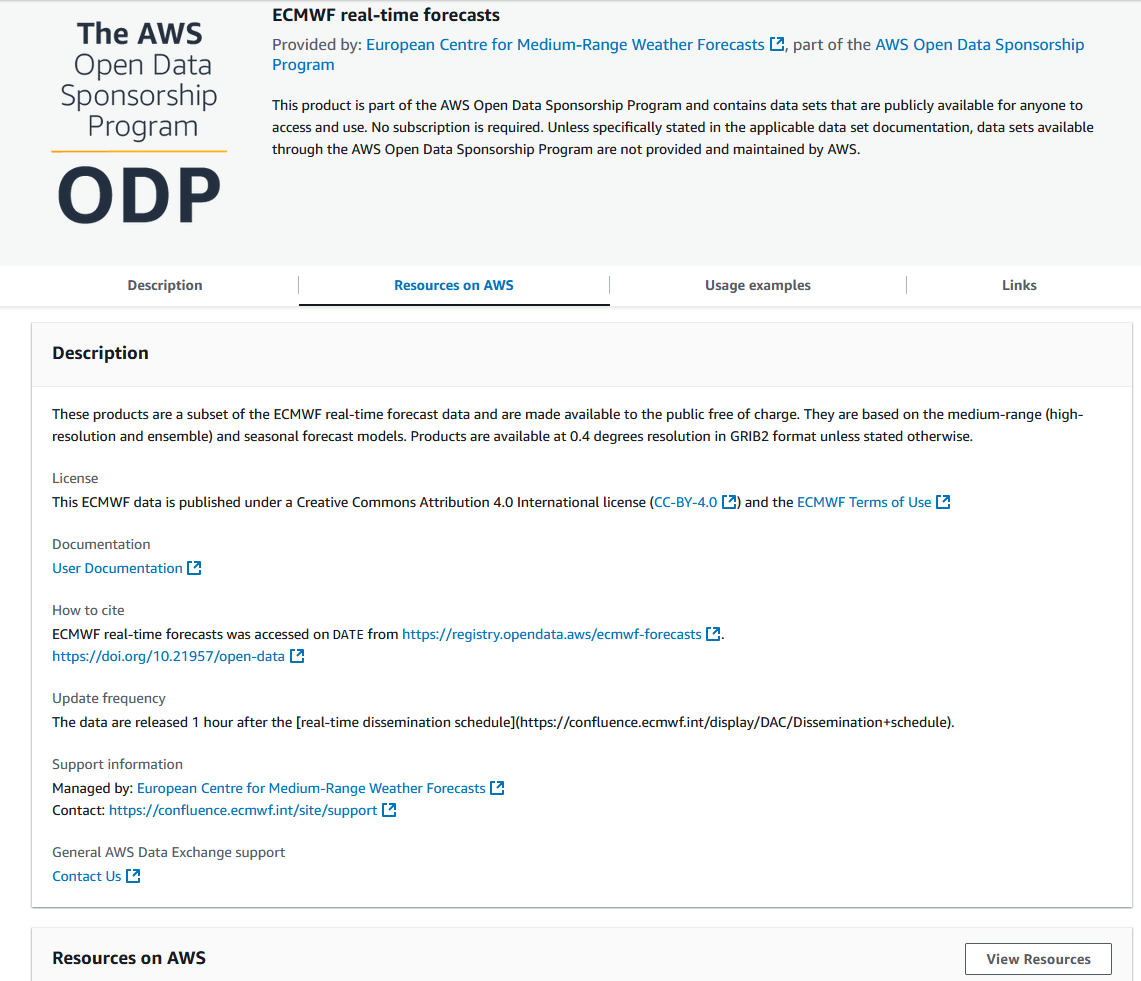 The AWS
Open Data
Sponsorship
Program
ODP
ECMWF real-time forecasts
Provided by: European Centre for Medium-Range Weather Forecasts, part of the AWS Open Data Sponsorship
Program
This product is part of the AWS Open Data Sponsorship Program and contains data sets that are publicly available for anyone to
access and use. No subscription is required. Unless specifically stated in the applicable data set documentation, data sets available
through the AWS Open Data Sponsorship Program are not provided and maintained by AWS.
Description
Resources on AWS
Usage examples
Links
Description
These products are a subset of the ECMWF real-time forecast data and are made available to the public free of charge. They are based on the medium-range (high-
resolution and ensemble) and seasonal forecast models. Products are available at 0.4 degrees resolution in GRIB2 format unless stated otherwise.
License
This ECMWF data is published under a Creative Commons Attribution 4.0 International license (CC-BY-4.0) and the ECMWF Terms of Use
Documentation
User Documentation
How to cite
ECMWF real-time forecasts was accessed on DATE from https://registry.opendata.aws/ecmwf-forecasts.
https://doi.org/10.21957/open-data
Update frequency
The data are released 1 hour after the [real-time dissemination schedule](https://confluence.ecmwf.int/display/DAC/Dissemination+schedule).
Support information
Managed by: European Centre for Medium-Range Weather Forecasts
Contact: https://confluence.ecmwf.int/site/support
General AWS Data Exchange support
Contact Us
Resources on AWS
View Resources